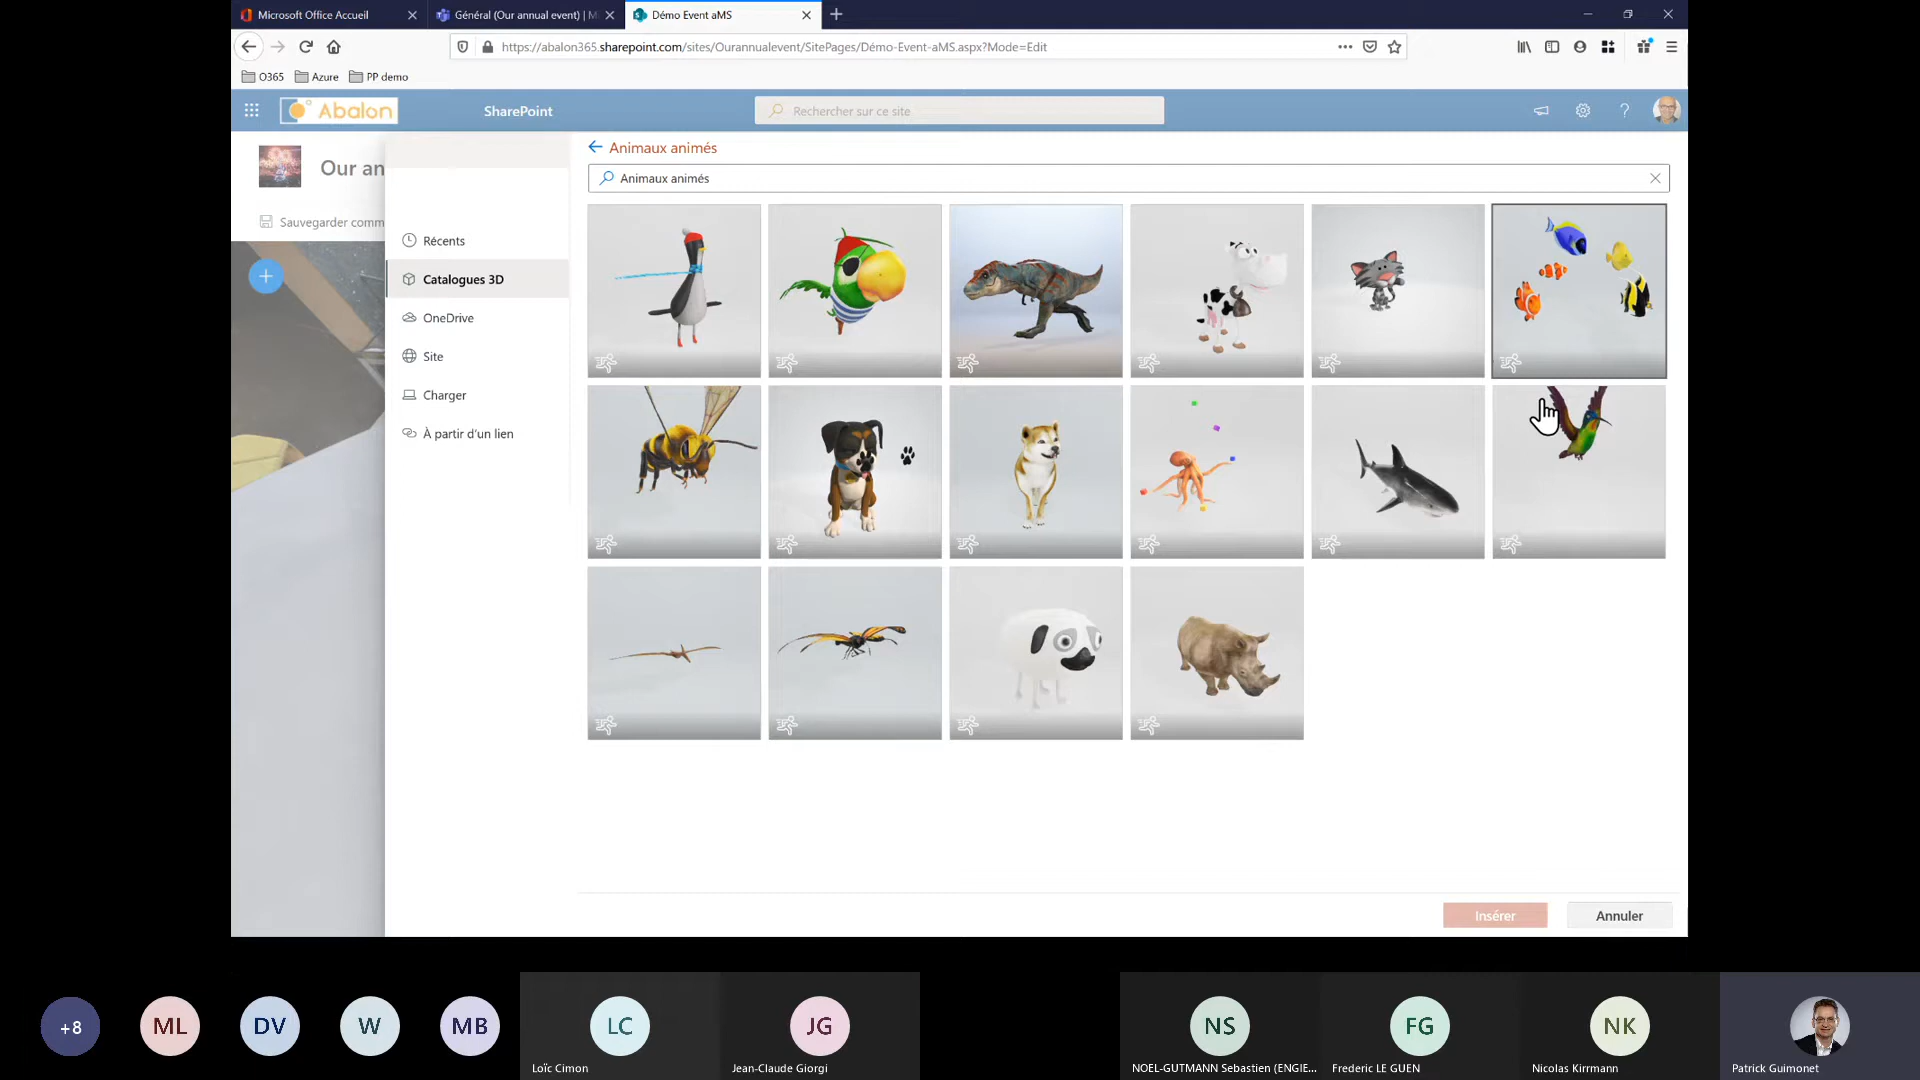 Microsoft Office Accueil
Général (Our annual event) | Mi
Démo Event aMS
https://abalon365.sharepoint.com/sites/Ourannualevent/SitePages/Démo-Event-aMS.aspx?Mode=Edit
O365
Azure
PP demo
Abalon
SharePoint
Rechercher sur ce site
Our an
Sauvegarder comm
Récents
Catalogues 3D
OneDrive
Site
Charger
À partir d'un lien
Animaux animés
Animaux animés
Insérer
Annuler
+8
ML
DV
W
MB
LC
JG
NS
FG
NK
Loïc Cimon
Jean-Claude Giorgi
NOEL-GUTMANN Sebastien (ENGIE...
Frederic LE GUEN
Nicolas Kirrmann
Patrick Guimonet